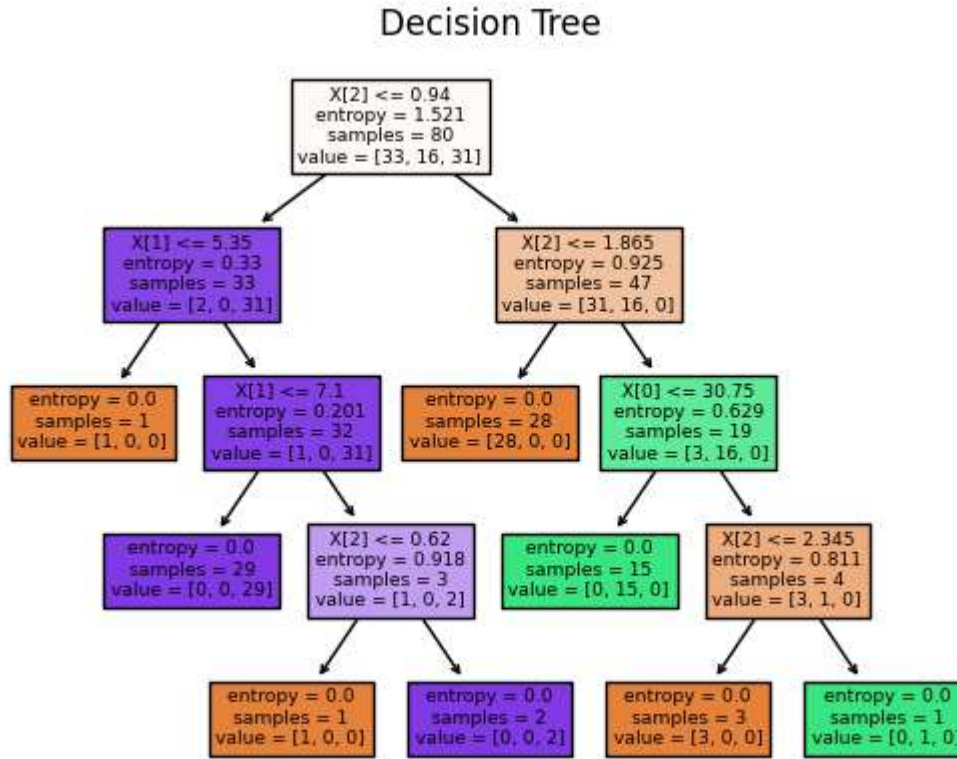 Decision Tree
X[2] <= 0.94
entropy = 1.521
samples = 80
value = [33, 16, 31]
X[1] <= 5.35
entropy = 0.33
samples = 33
value = [2, 0, 31]
X[2] <= 1.865
entropy = 0.925
samples = 47
value = [31, 16, 0]
entropy = 0.0
samples = 1
value = [1, 0, 0]
X[1] <= 7.1
entropy = 0.201
samples = 32
value = [1, 0, 31]
entropy = 0.0
samples = 28
value = [28, 0, 0]
X[0] <= 30.75
entropy = 0.629
samples = 19
value = [3, 16, 0]
entropy = 0.0
samples = 29
value = [0, 0, 29]
X[2] <= 0.62
entropy = 0.918
samples = 3
value = [1, 0, 2]
entropy = 0.0
samples = 15
value = [0, 15, 0]
X[2] <= 2.345
entropy = 0.811
samples = 4
value = [3, 1, 0]
entropy = 0.0
samples = 1
value = [1, 0, 0]
entropy = 0.0
samples = 2
value = [0, 0, 2]
entropy = 0.0
samples = 3
value = [3, 0, 0]
entropy = 0.0
samples = 1
value = [0, 1, 0]